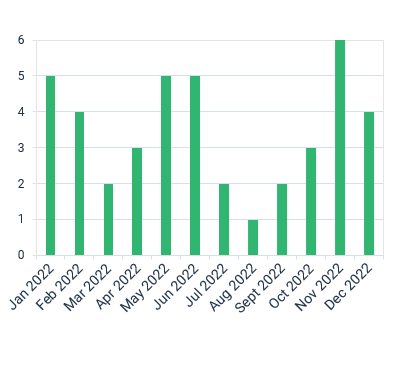 6
5
4
3
2
1
0
Jan 2022
Feb 2022
Mar 2022
Apr 2022
May 2022
Jun 2022
Jul 2022
Aug 2022
Sept 2022
Oct 2022
Nov 2022
Dec 2022